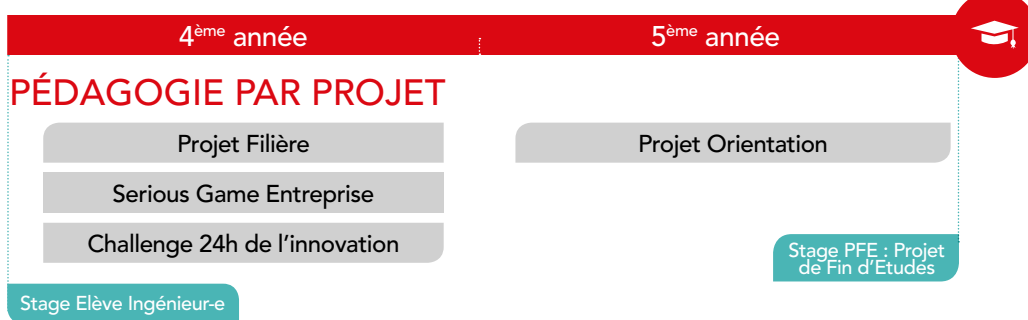 4ème année
5ème année
PÉDAGOGIE PAR PROJET
Projet Filière
Projet Orientation
Serious Game Entreprise
Challenge 24h de l'innovation
Stage PFE : Projet
de Fin d'Etudes
Stage Elève Ingénieur-e